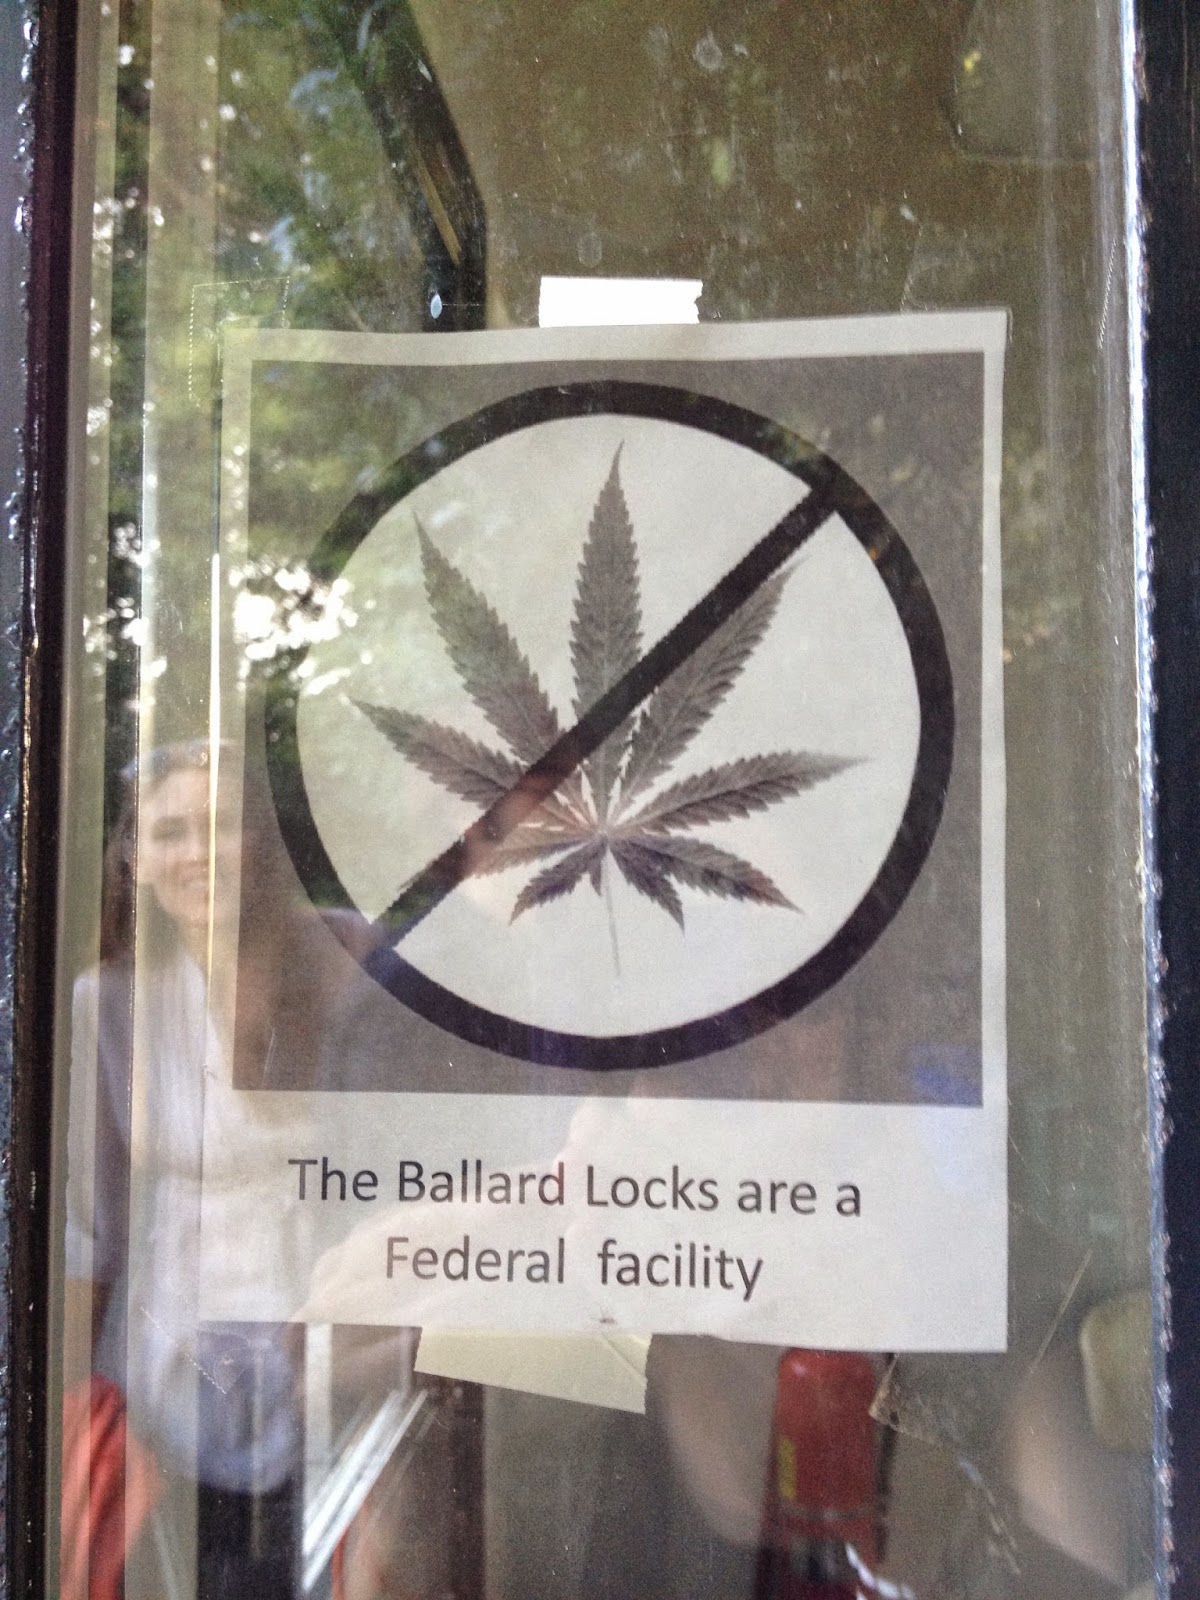 The Ballard Locks are a
Federal facility